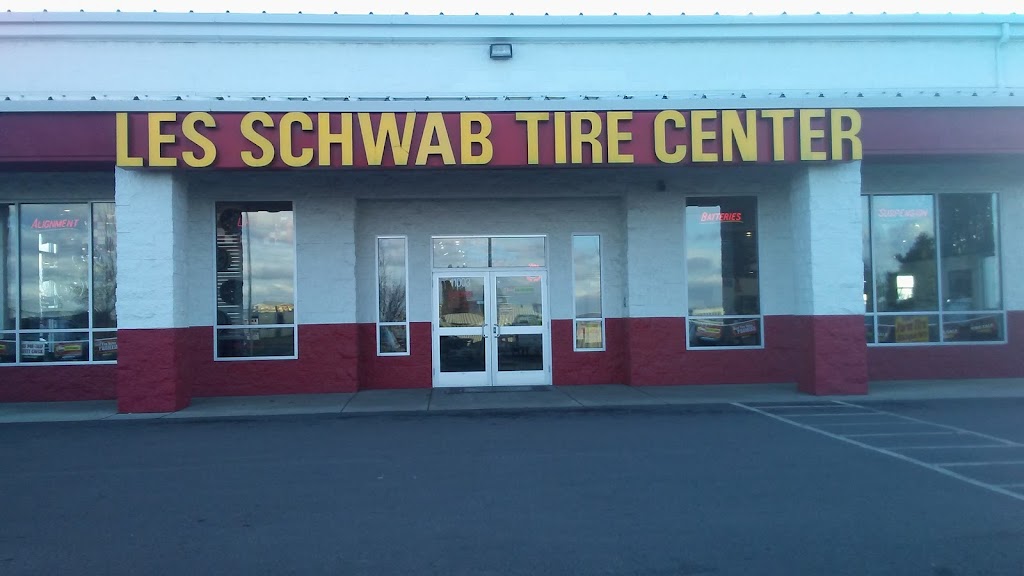 LES SCHWAB TIRE CENTER
ALIGNMENT
BATTERIES
SUSPENSION